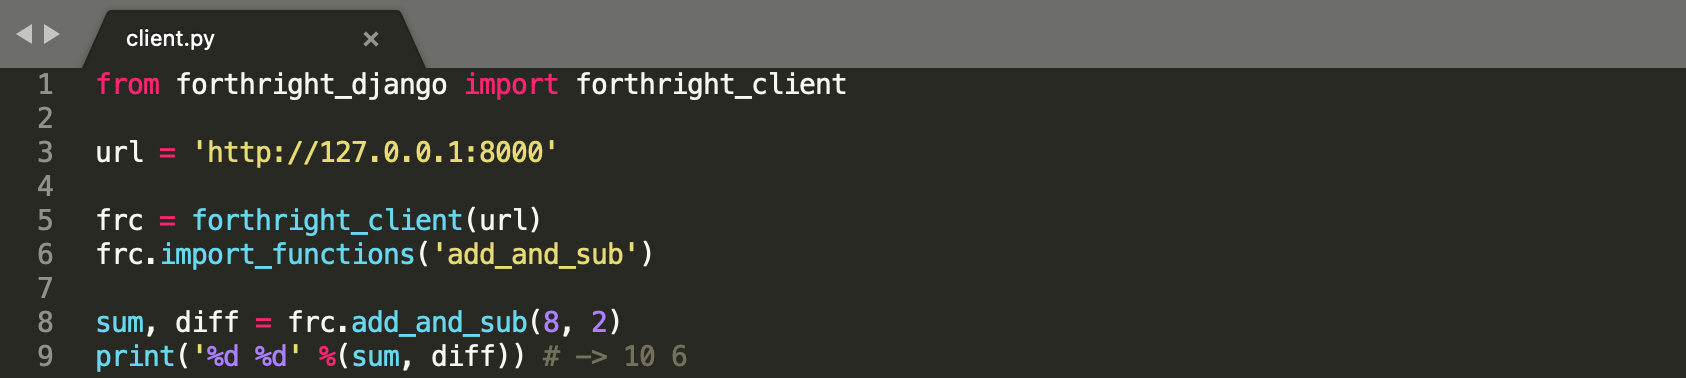 client.py ×
1 from forthright_django import forthright_client
2
3 url = 'http://127.0.0.1:8000'
4
5 frc = forthright_client(url)
6 frc.import_functions('add_and_sub')
7
8 sum, diff = frc.add_and_sub(8, 2)
9 print('%d %d' %(sum, diff)) # -> 10 6